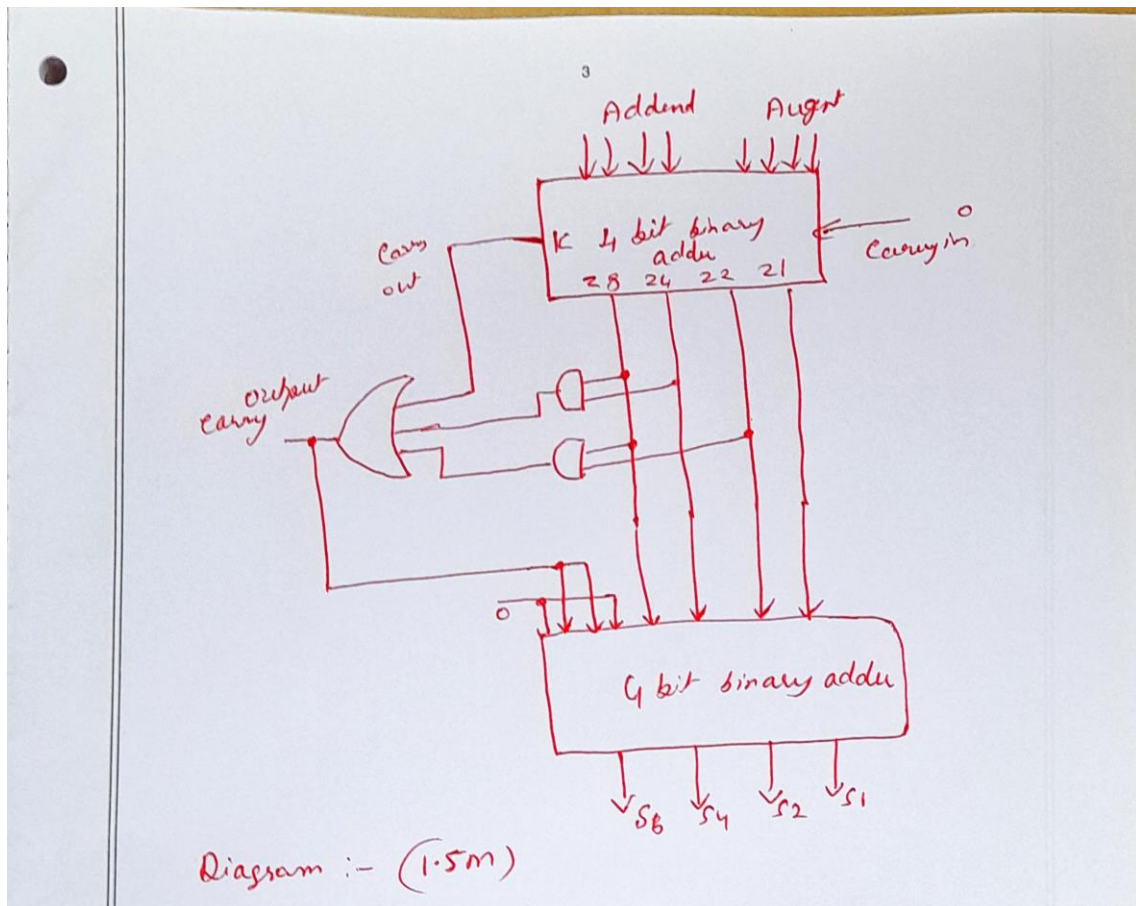 3
Addend Augnt
K 4 bit binary
adder
Z8 Z4 Z2 Z1
0
Carry in
Carry
out
output
carry
0
4 bit binary adder
S8 S4 S2 S1
Diagram :- (1.5m)